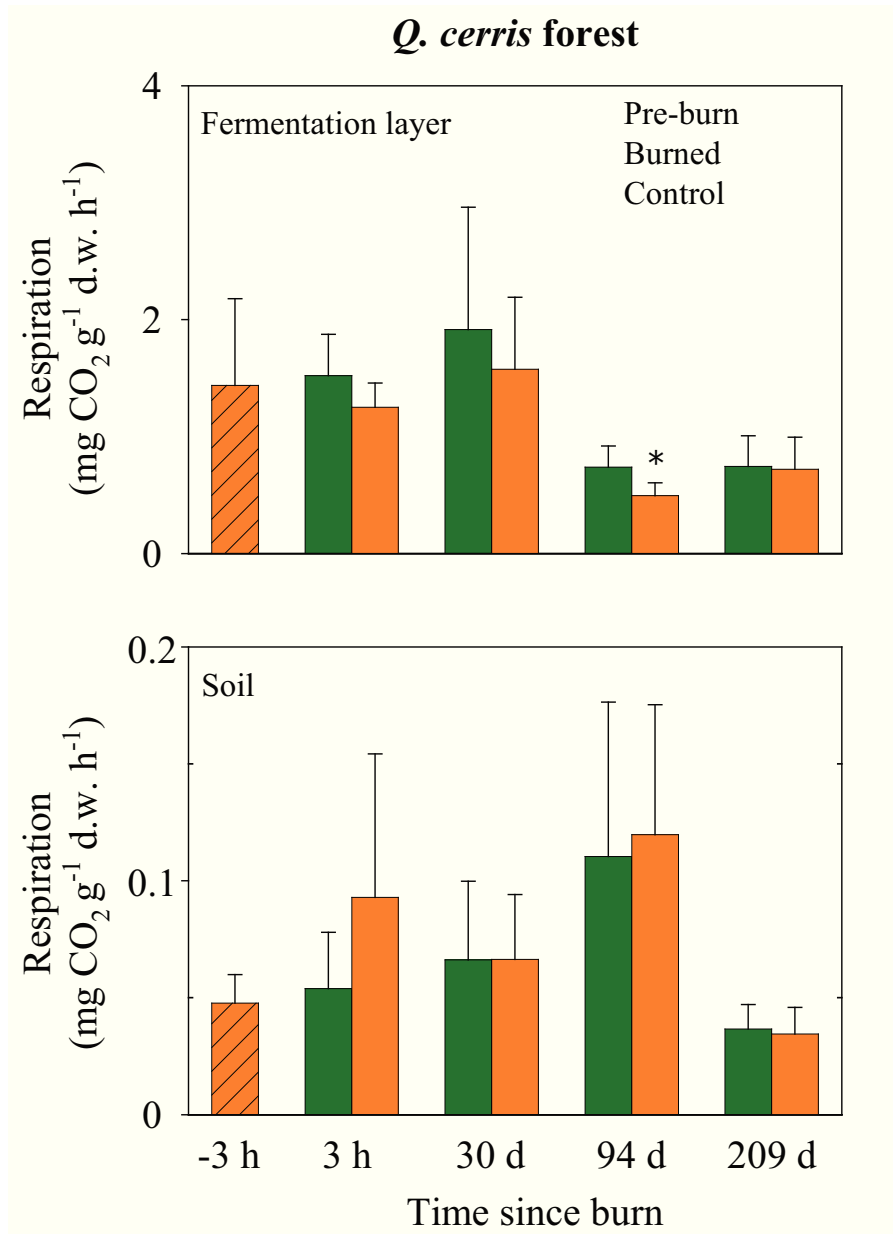 Q. cerris forest
4
Fermentation layer
Pre-burn
Burned
Control
Respiration
(mg CO₂ g⁻¹ d.w. h⁻¹)
2
*
0
0.2
Soil
Respiration
(mg CO₂ g⁻¹ d.w. h⁻¹)
0.1
0
-3 h 3 h 30 d 94 d 209 d
Time since burn